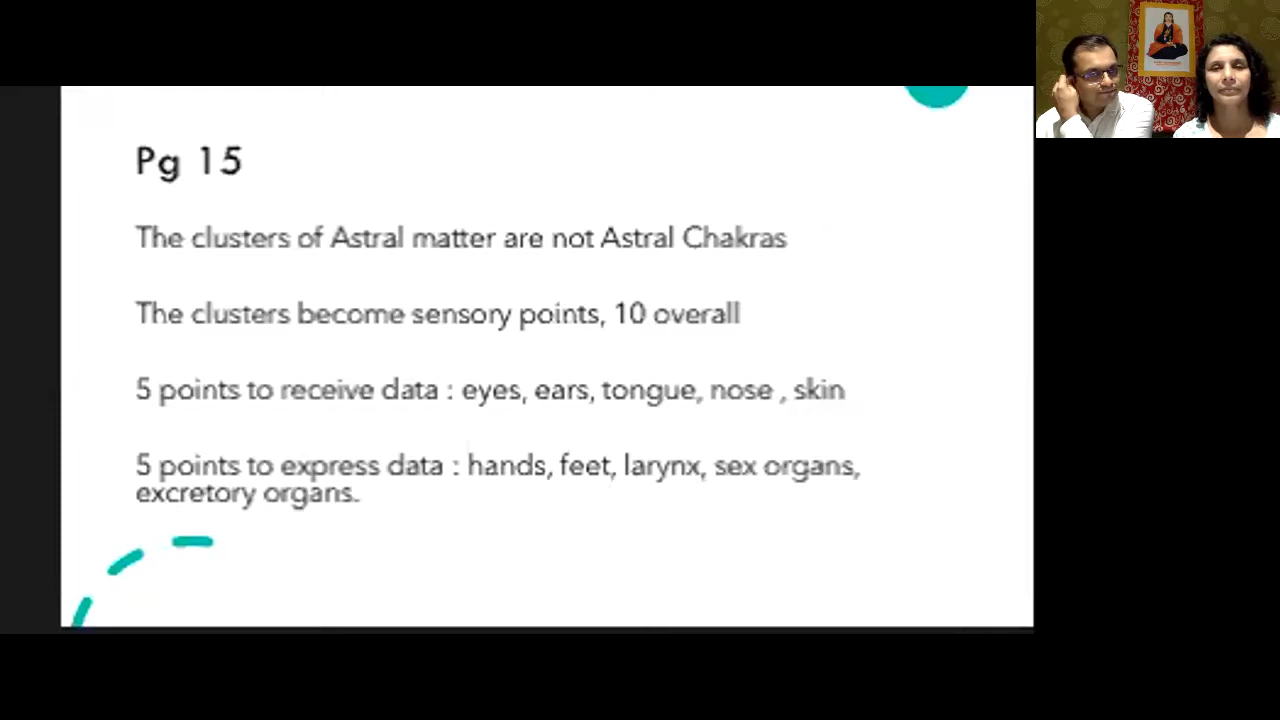 Pg 15
The clusters of Astral matter are not Astral Chakras
The clusters become sensory points, 10 overall
5 points to receive data : eyes, ears, tongue, nose , skin
5 points to express data : hands, feet, larynx, sex organs,
excretory organs.